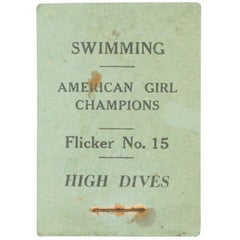 SWIMMING
AMERICAN GIRL
CHAMPIONS
Flicker No. 15
HIGH DIVES